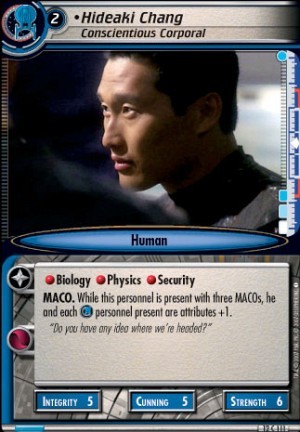 2
•Hideaki Chang
Conscientious Corporal
Human
Biology Physics Security
MACO. While this personnel is present with three MACOs, he
and each personnel present are attributes +1.
"Do you have any idea where we're headed?"
INTEGRITY 5 CUNNING 5 STRENGTH 6